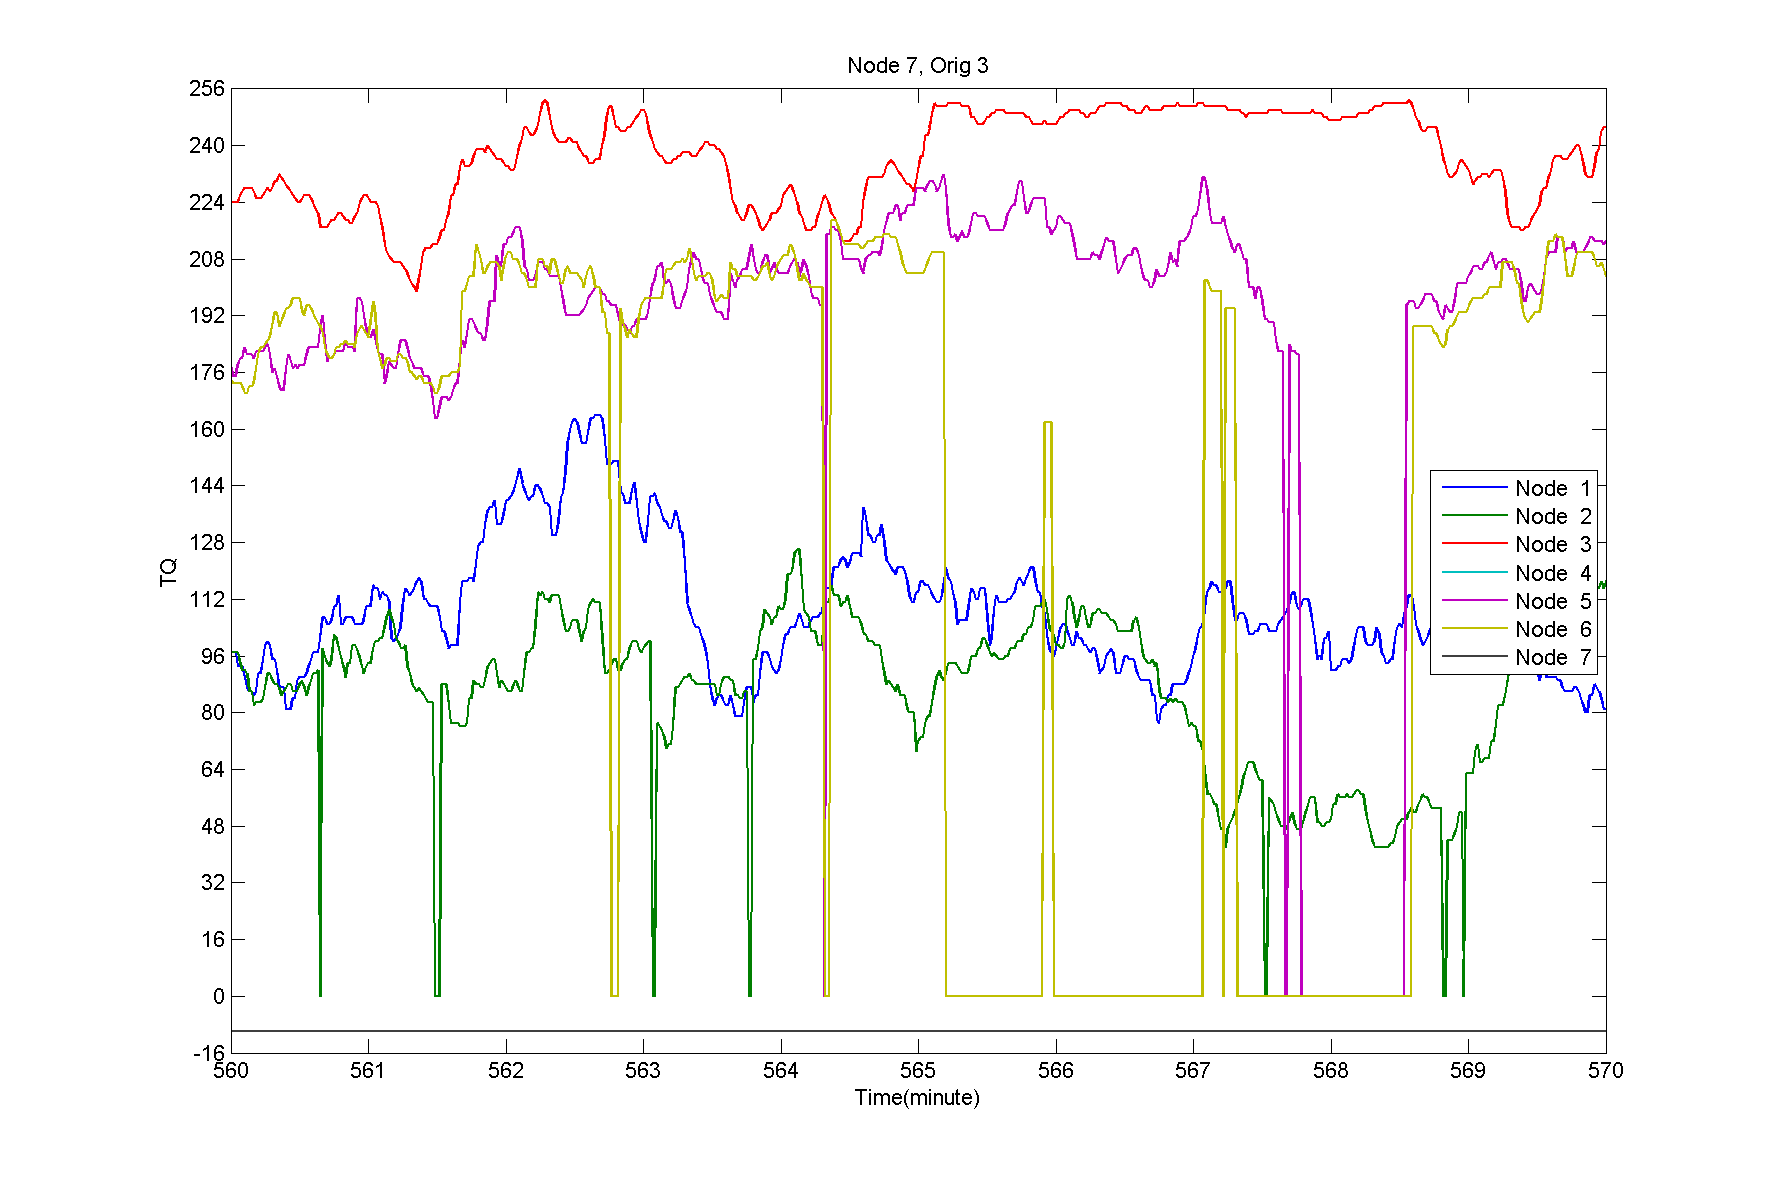 Node 7, Orig 3
256
240
224
208
192
176
160
144
128
112
96
80
64
48
32
16
0
-16
TQ
560 561 562 563 564 565 566 567 568 569 570
Time(minute)
Node 1
Node 2
Node 3
Node 4
Node 5
Node 6
Node 7